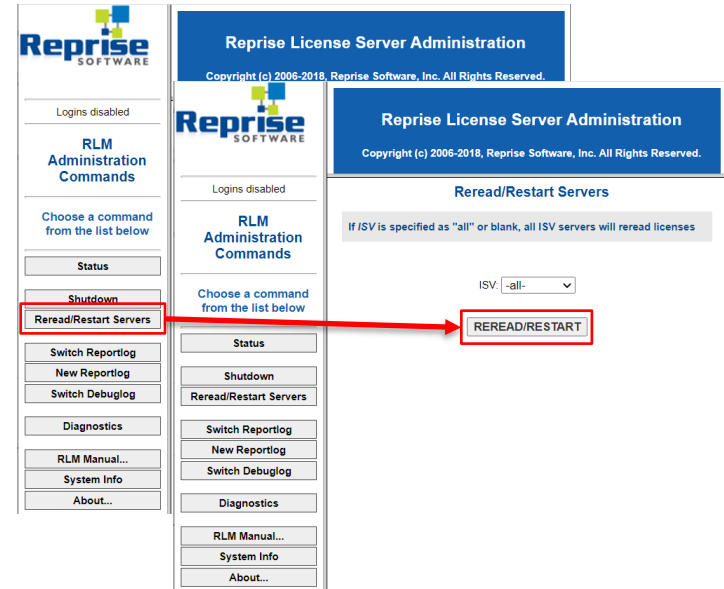 Reprise
SOFTWARE
Reprise License Server Administration
Copyright (c) 2006-2018, Reprise Software, Inc. All Rights Reserved.
Logins disabled
RLM
Administration
Commands
Choose a command
from the list below
Status
Shutdown
Reread/Restart Servers
Switch Reportlog
New Reportlog
Switch Debuglog
Diagnostics
RLM Manual...
System Info
About...
Reprise
SOFTWARE
Reprise License Server Administration
Copyright (c) 2006-2018, Reprise Software, Inc. All Rights Reserved.
Logins disabled
RLM
Administration
Commands
Choose a command
from the list below
Status
Shutdown
Reread/Restart Servers
Switch Reportlog
New Reportlog
Switch Debuglog
Diagnostics
RLM Manual...
System Info
About...
Reread/Restart Servers
If ISV is specified as "all" or blank, all ISV servers will reread licenses
ISV: -all-
REREAD/RESTART